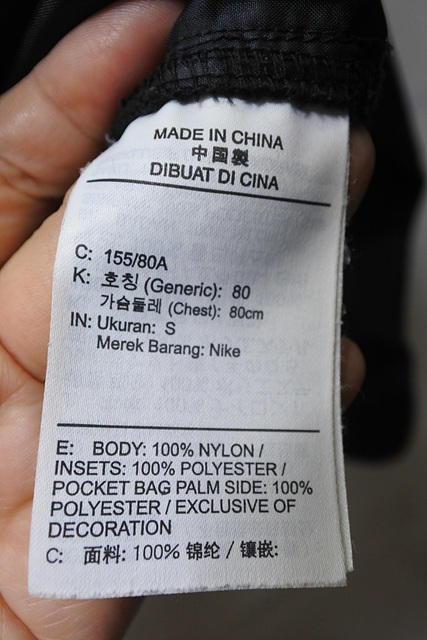 MADE IN CHINA
中国製
DIBUAT DI CINA
C: 155/80A
K: 호칭 (Generic): 80
가슴둘레 (Chest): 80cm
IN: Ukuran: S
Merek Barang: Nike
E: BODY: 100% NYLON /
INSETS: 100% POLYESTER /
POCKET BAG PALM SIDE: 100%
POLYESTER / EXCLUSIVE OF
DECORATION
C: 面料: 100% 锦纶 / 镶嵌: